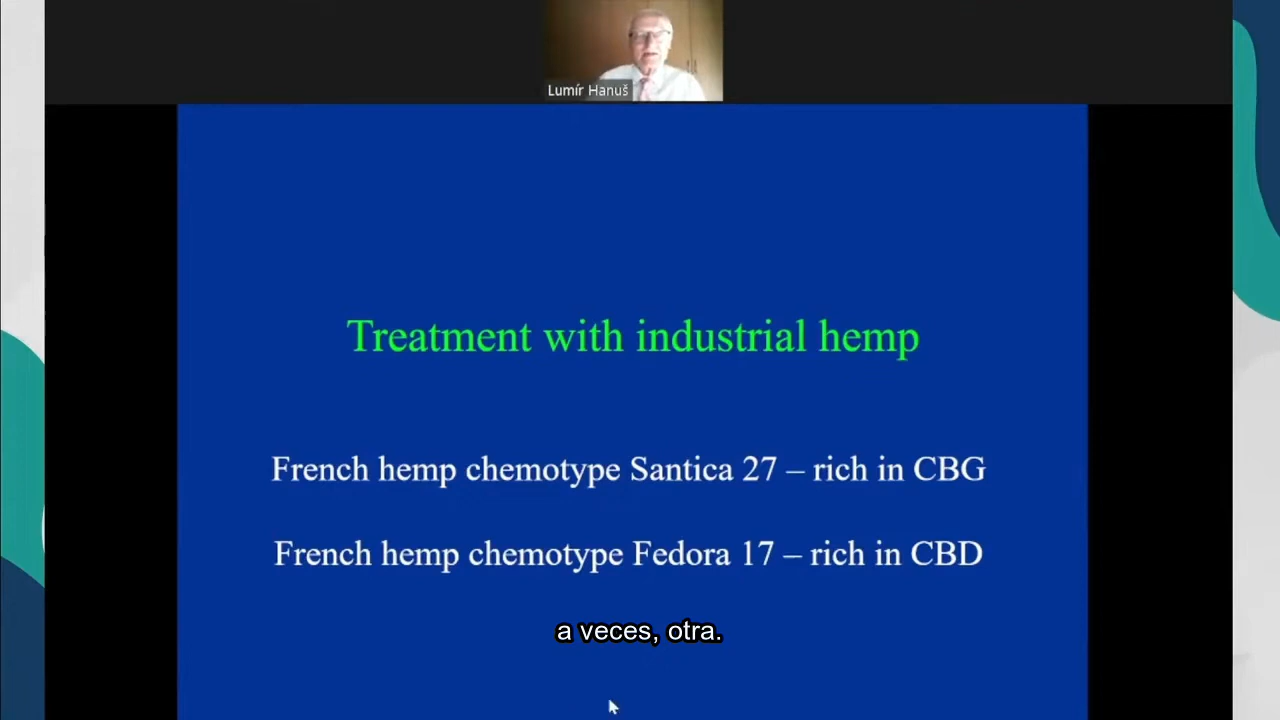 Lumír Hanuš
Treatment with industrial hemp
French hemp chemotype Santica 27 – rich in CBG
French hemp chemotype Fedora 17 – rich in CBD
a veces, otra.